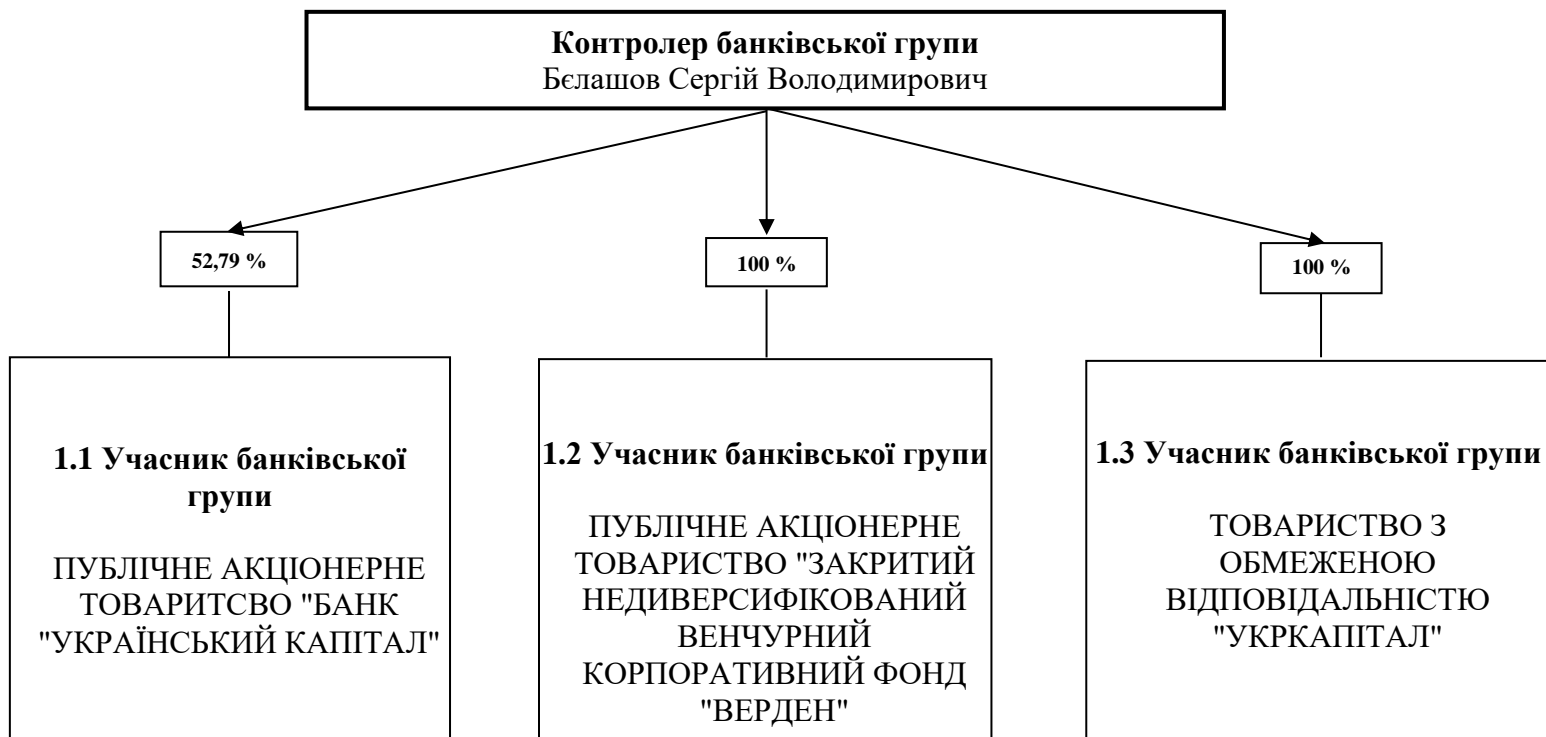 Контролер банківської групи
Бєлашов Сергій Володимирович
52,79 %
100 %
100 %
1.1 Учасник банківської
групи
ПУБЛІЧНЕ АКЦІОНЕРНЕ
ТОВАРИТСВО "БАНК
"УКРАЇНСЬКИЙ КАПІТАЛ"
1.2 Учасник банківської групи
ПУБЛІЧНЕ АКЦІОНЕРНЕ
ТОВАРИСТВО "ЗАКРИТИЙ
НЕДИВЕРСИФІКОВАНИЙ
ВЕНЧУРНИЙ
КОРПОРАТИВНИЙ ФОНД
"ВЕРДЕН"
1.3 Учасник банківської групи
ТОВАРИСТВО З
ОБМЕЖЕНОЮ
ВІДПОВІДАЛЬНІСТЮ
"УКРКАПІТАЛ"